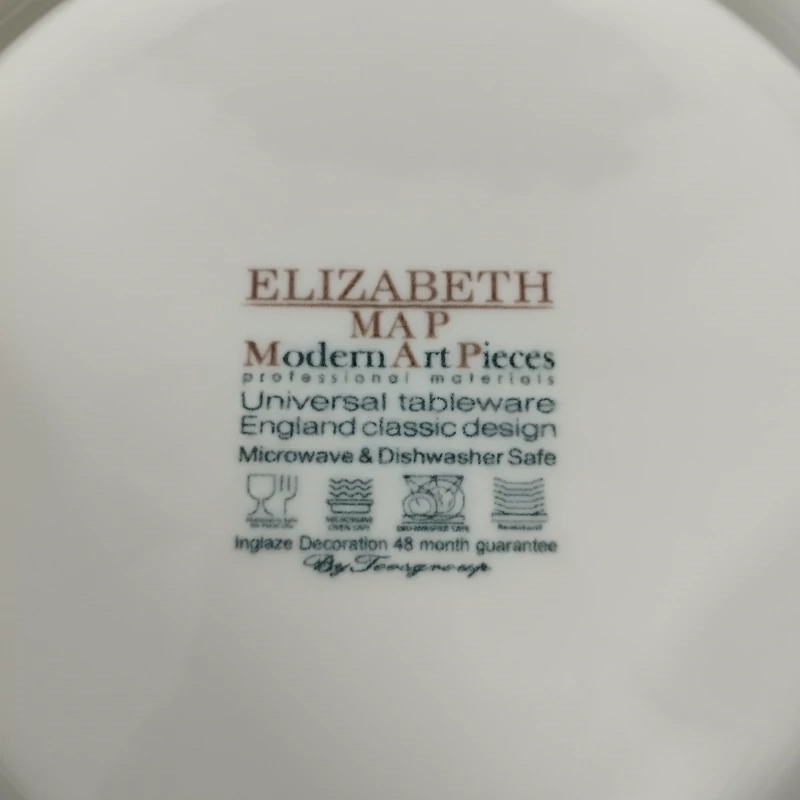 ELIZABETH
MAP
Modern Art Pieces
professional materials
Universal tableware
England classic design
Microwave & Dishwasher Safe
Inglaze Decoration 48 month guarantee